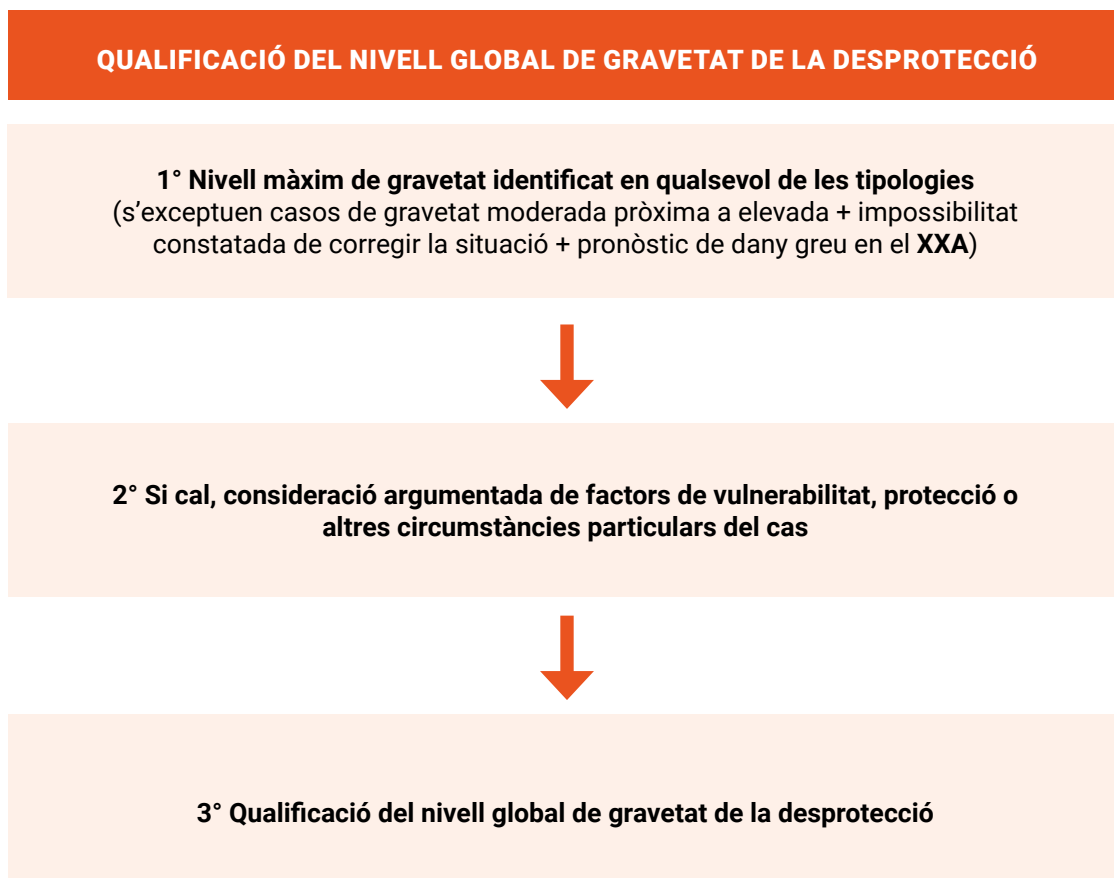 QUALIFICACIÓ DEL NIVELL GLOBAL DE GRAVETAT DE LA DESPROTECCIÓ
1° Nivell màxim de gravetat identificat en qualsevol de les tipologies
(s’exceptuen casos de gravetat moderada pròxima a elevada + impossibilitat
constatada de corregir la situació + pronòstic de dany greu en el XXA)
2° Si cal, consideració argumentada de factors de vulnerabilitat, protecció o
altres circumstàncies particulars del cas
3° Qualificació del nivell global de gravetat de la desprotecció